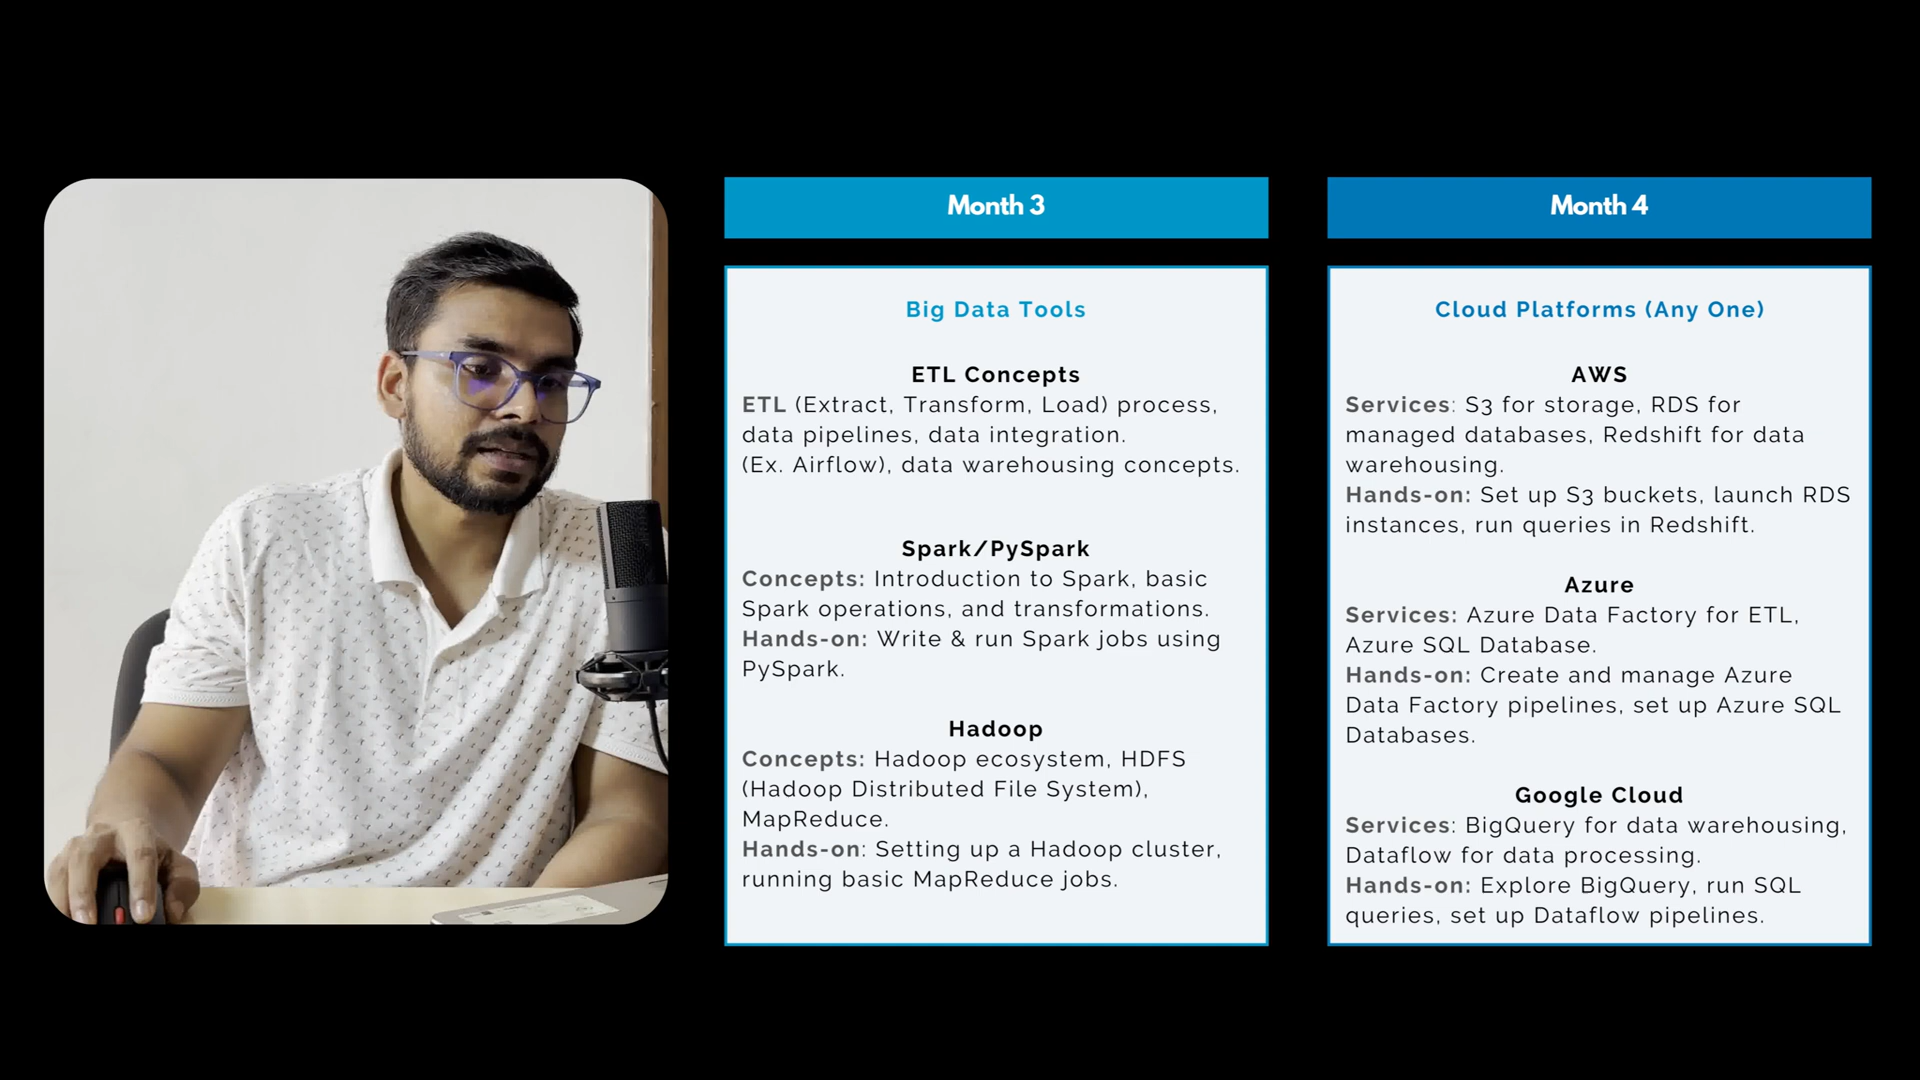 Month 3
Big Data Tools
ETL Concepts
ETL (Extract, Transform, Load) process,
data pipelines, data integration.
(Ex. Airflow), data warehousing concepts.
Spark/PySpark
Concepts: Introduction to Spark, basic
Spark operations, and transformations.
Hands-on: Write & run Spark jobs using
PySpark.
Hadoop
Concepts: Hadoop ecosystem, HDFS
(Hadoop Distributed File System),
MapReduce.
Hands-on: Setting up a Hadoop cluster,
running basic MapReduce jobs.
Month 4
Cloud Platforms (Any One)
AWS
Services: S3 for storage, RDS for
managed databases, Redshift for data
warehousing.
Hands-on: Set up S3 buckets, launch RDS
instances, run queries in Redshift.
Azure
Services: Azure Data Factory for ETL,
Azure SQL Database.
Hands-on: Create and manage Azure
Data Factory pipelines, set up Azure SQL
Databases.
Google Cloud
Services: BigQuery for data warehousing,
Dataflow for data processing.
Hands-on: Explore BigQuery, run SQL
queries, set up Dataflow pipelines.